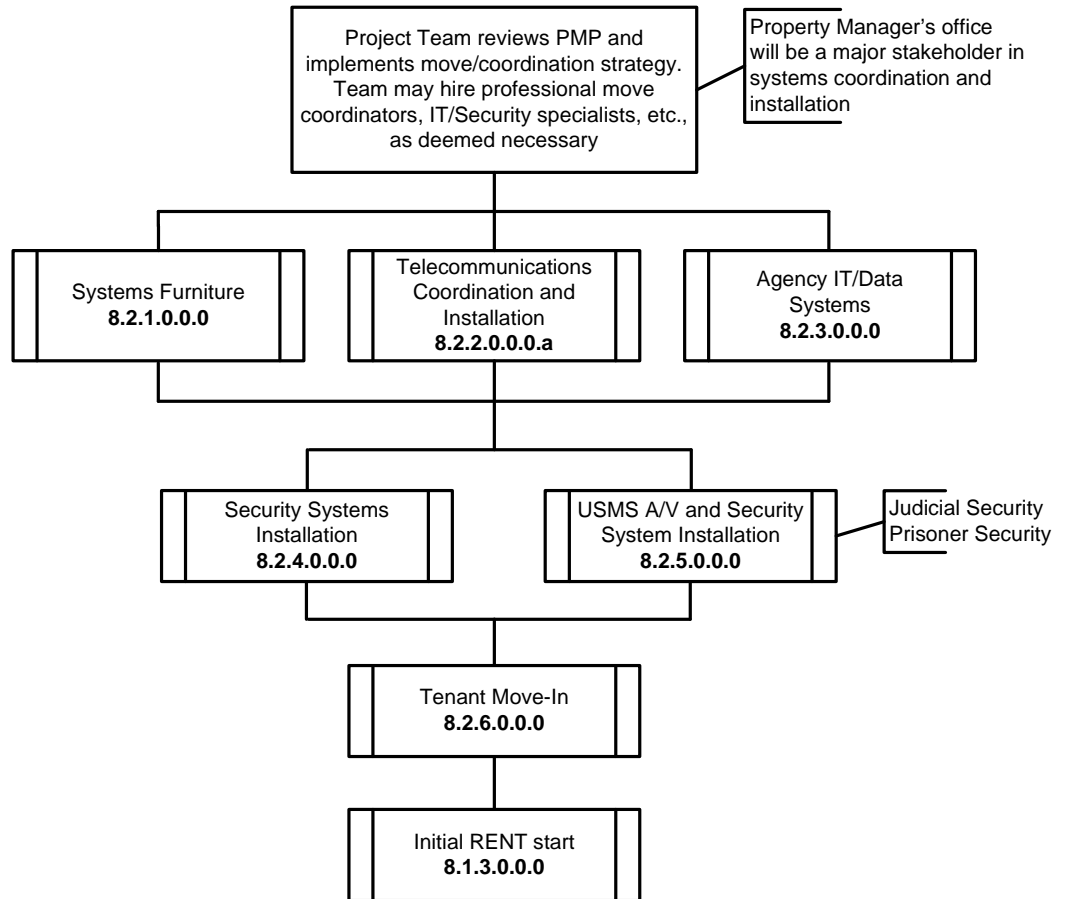 Project Team reviews PMP and
implements move/coordination strategy.
Team may hire professional move
coordinators, IT/Security specialists, etc.,
as deemed necessary
Property Manager’s office
will be a major stakeholder in
systems coordination and
installation
Systems Furniture
8.2.1.0.0.0
Telecommunications
Coordination and
Installation
8.2.2.0.0.0.a
Agency IT/Data
Systems
8.2.3.0.0.0
Security Systems
Installation
8.2.4.0.0.0
USMS A/V and Security
System Installation
8.2.5.0.0.0
Judicial Security
Prisoner Security
Tenant Move-In
8.2.6.0.0.0
Initial RENT start
8.1.3.0.0.0